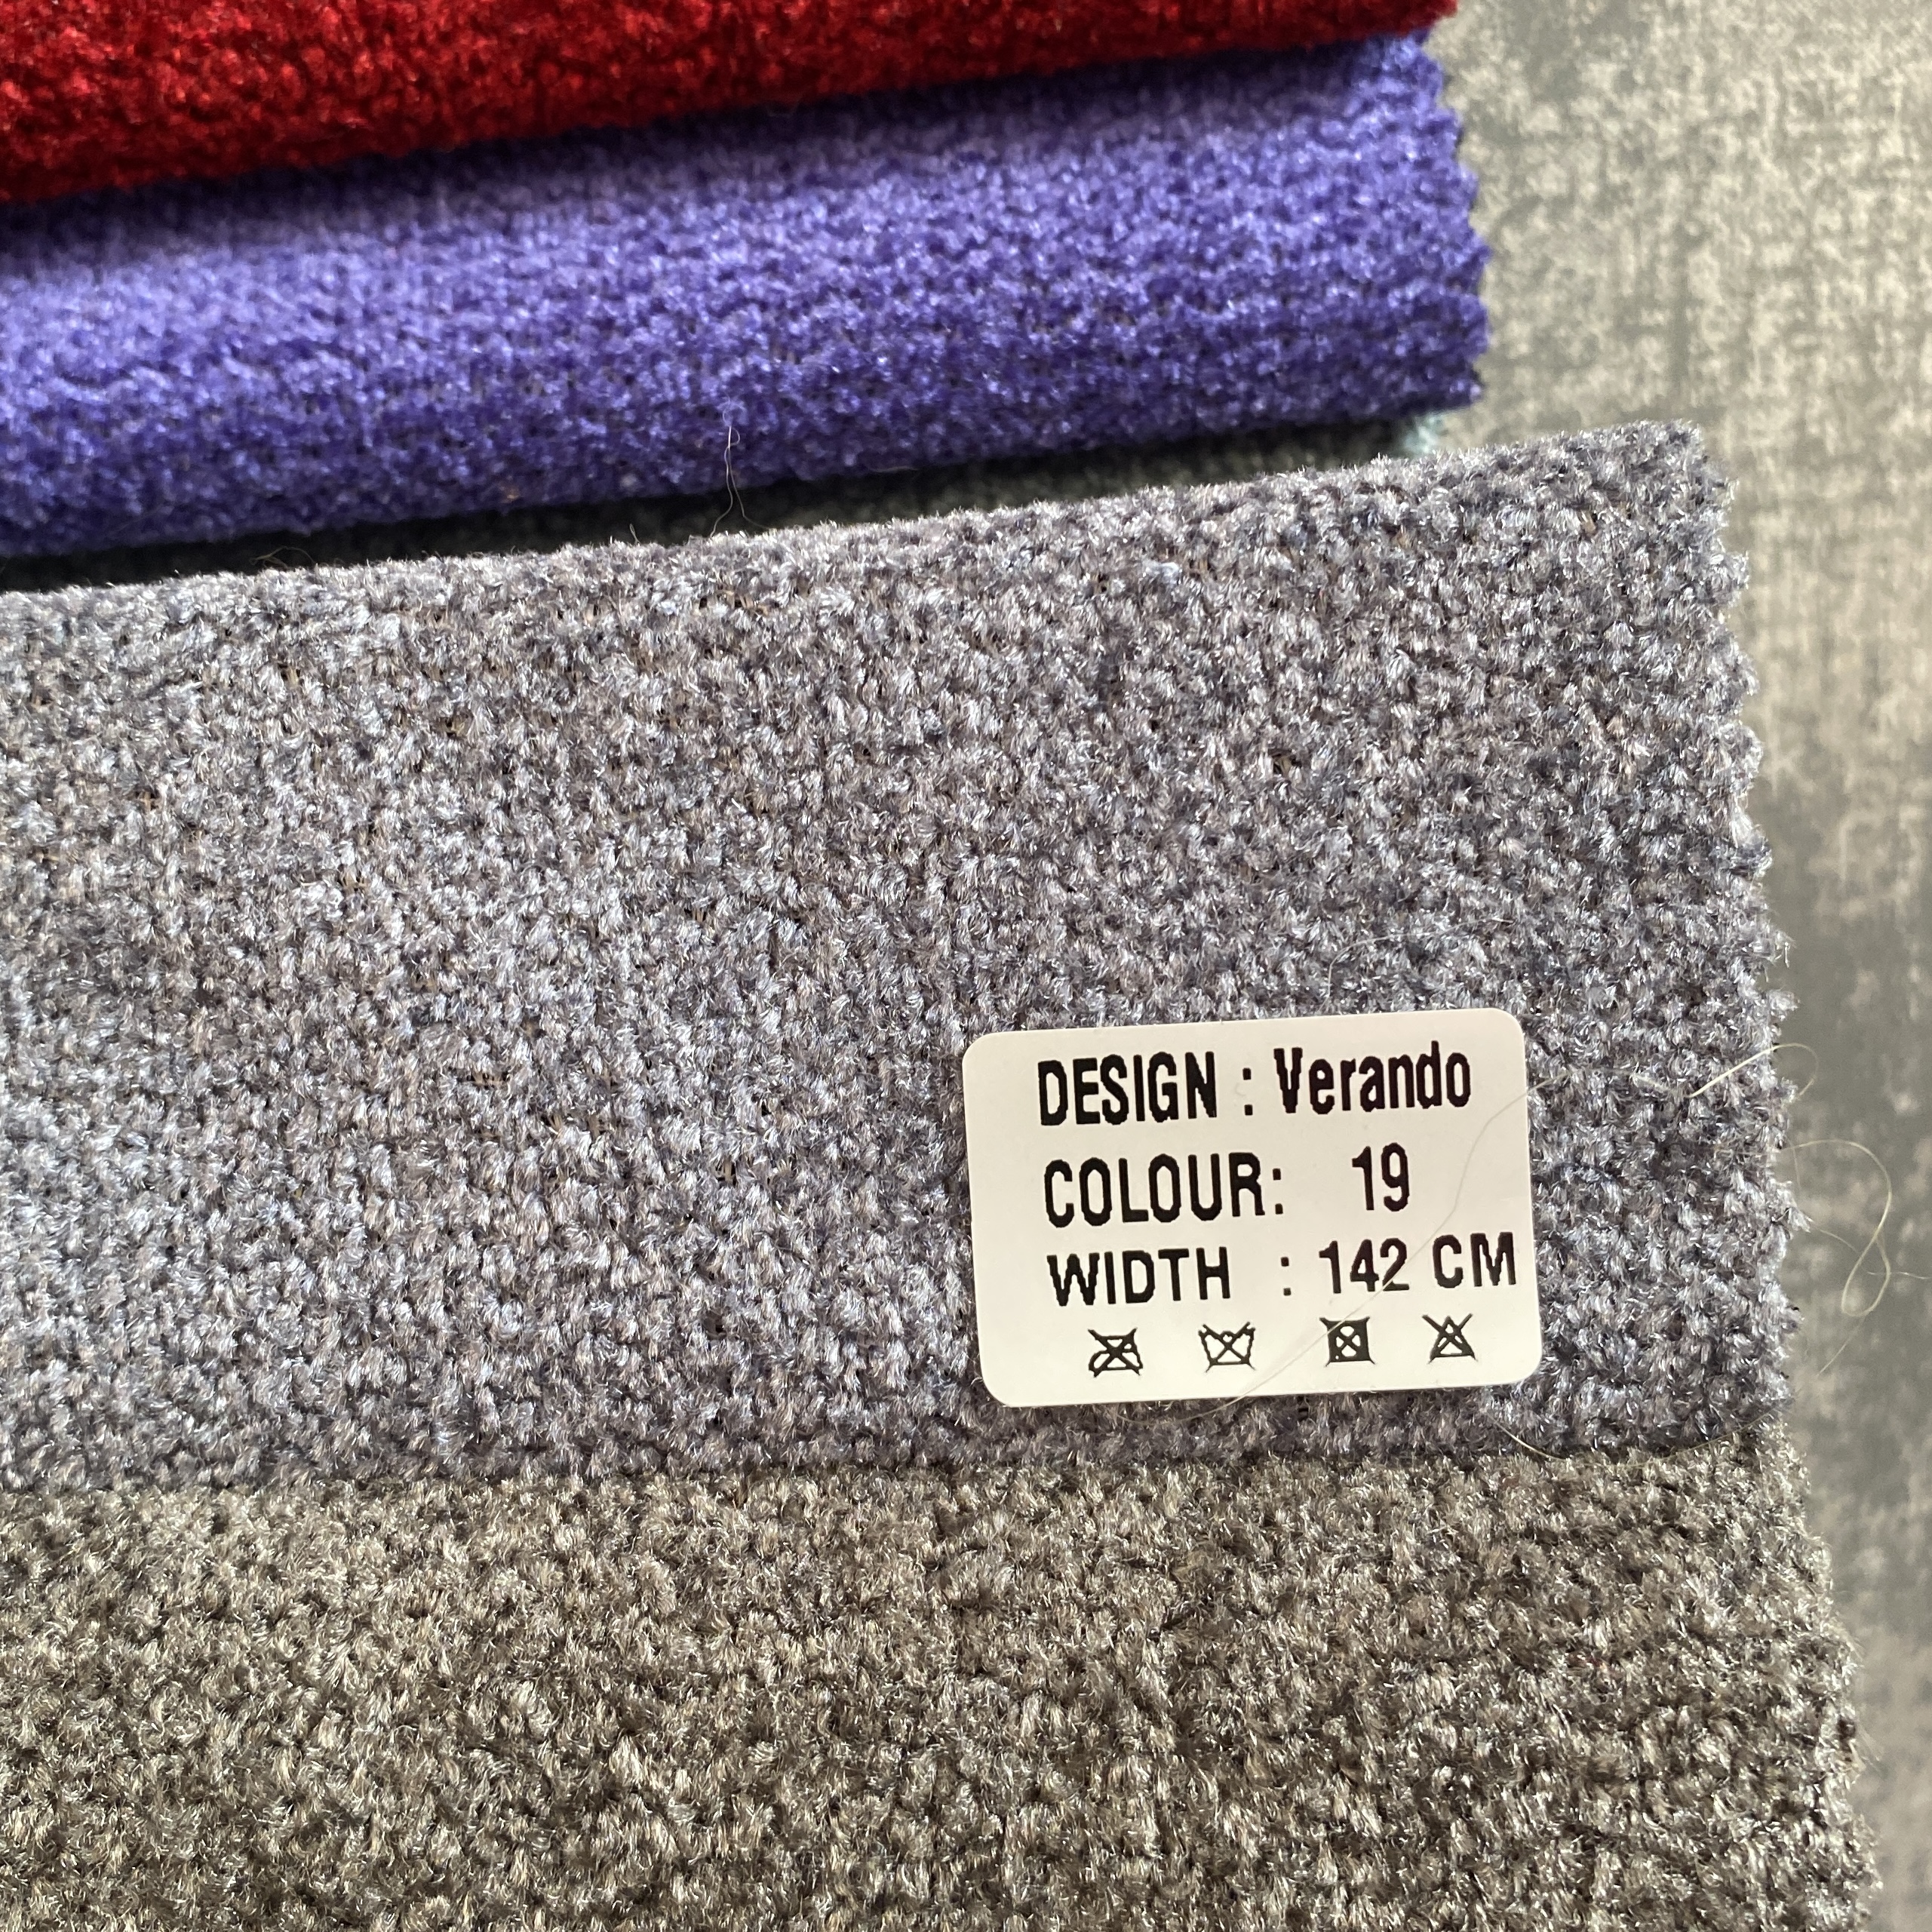 DESIGN : Verando
COLOUR: 19
WIDTH : 142 CM